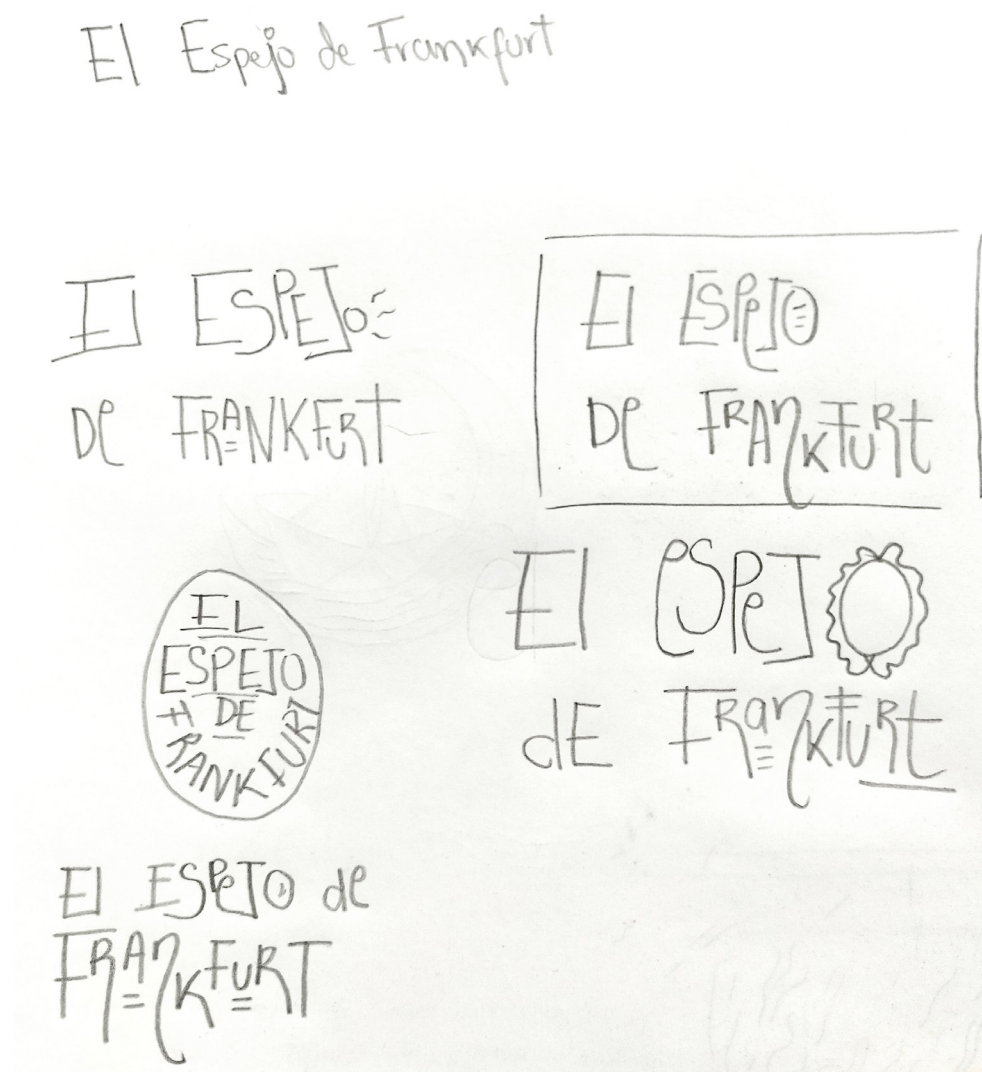 El Espejo de Frankfurt
El ESPEJo
De FRANKFURT
El ESPeJO
De FRAnKFuRt
EL
ESPEJO
DE
FRANKFURT
El eSPeJO
dE FRanKfuRt
El ESPeJO de
FRAnKFuRT